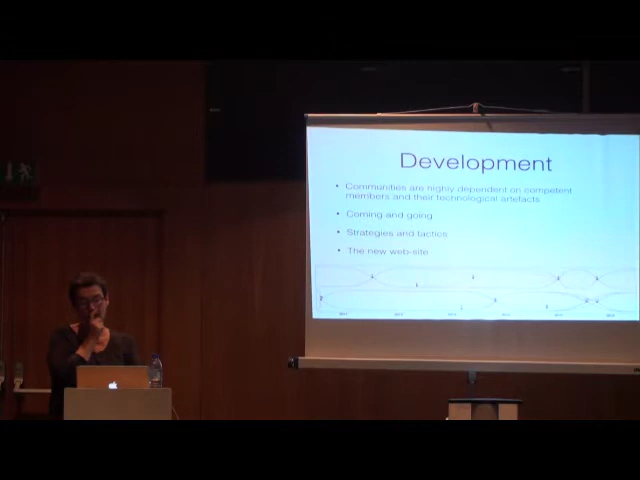 Development
• Communities are highly dependent on competent
members and their technological artefacts
• Coming and going
• Strategies and tactics
• The new web-site